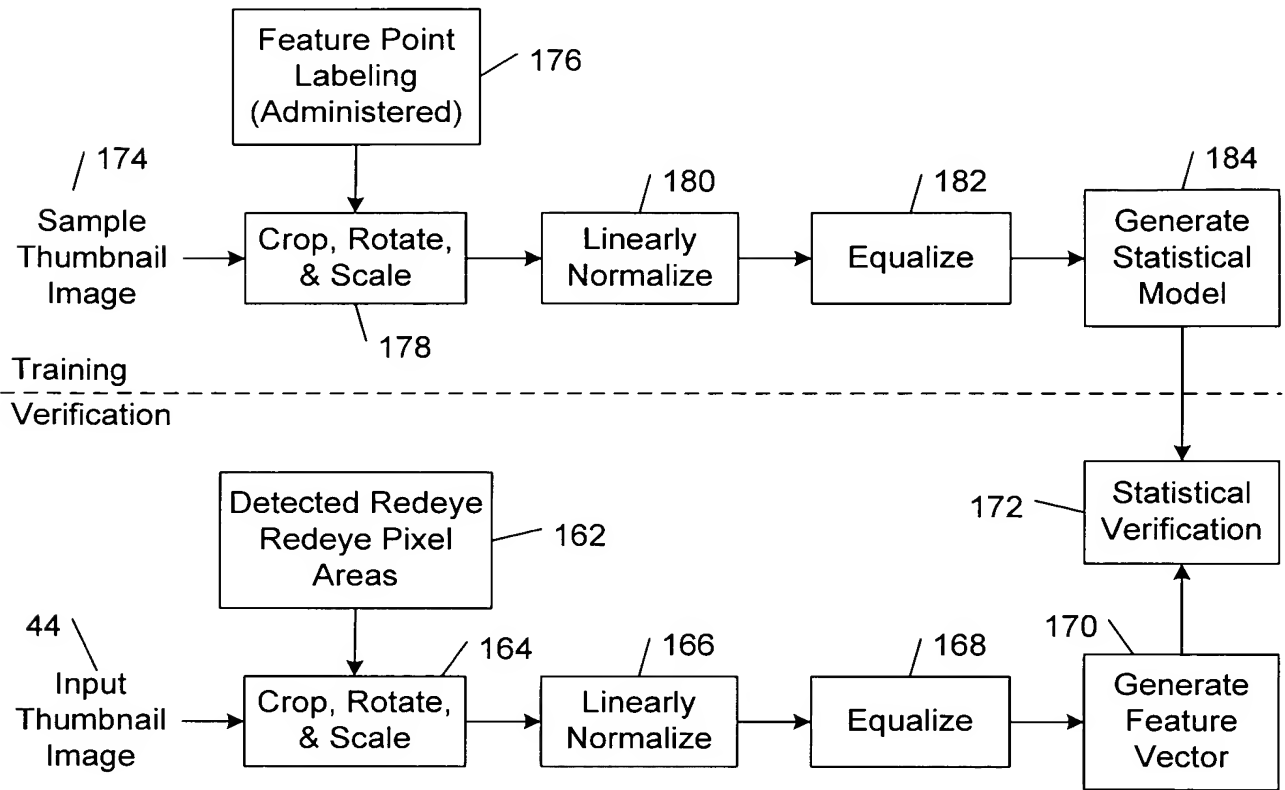 Feature Point
Labeling
(Administered)
176
174
Sample
Thumbnail
Image
Crop, Rotate,
& Scale
178
180
Linearly
Normalize
182
Equalize
184
Generate
Statistical
Model
Training
Verification
Detected Redeye
Redeye Pixel
Areas
162
172
Statistical
Verification
44
Input
Thumbnail
Image
164
Crop, Rotate,
& Scale
166
Linearly
Normalize
168
Equalize
170
Generate
Feature
Vector